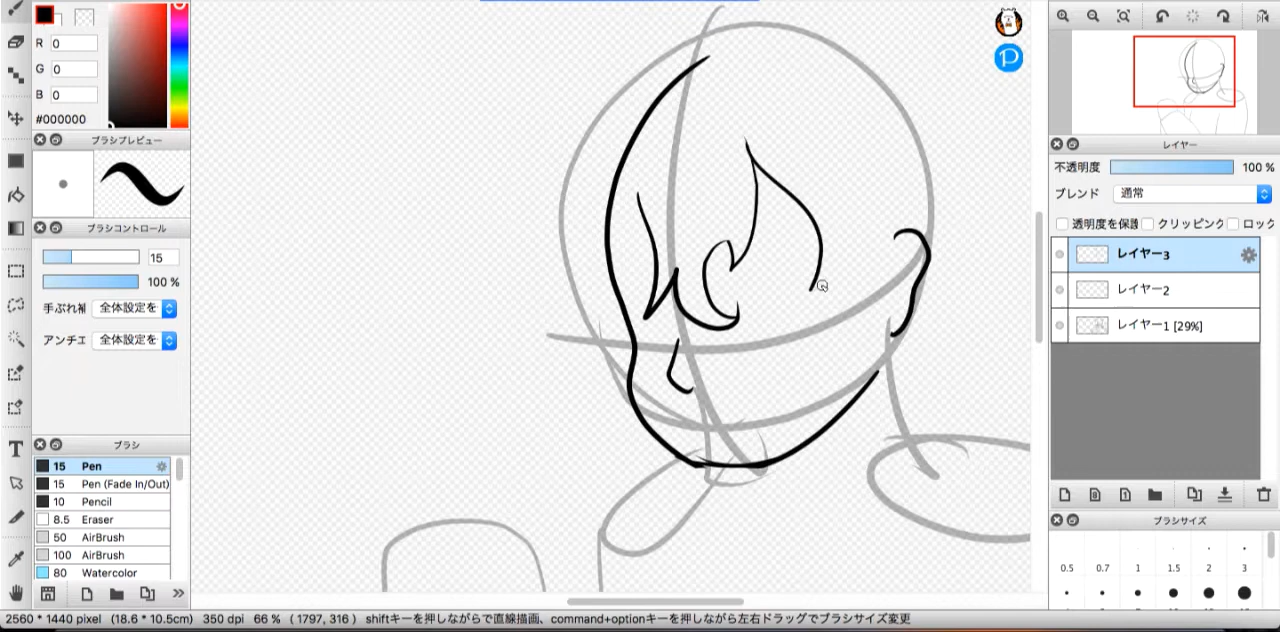 R 0
G 0
B 0
#000000
ブラシプレビュー
ブラシコントロール
15
100 %
手ぶれ補 全体設定を
アンチエ 全体設定を
ブラシ
15 Pen
15 Pen (Fade In/Out)
10 Pencil
8.5 Eraser
50 AirBrush
100 AirBrush
80 Watercolor
T
P
レイヤー
不透明度 100 %
ブレンド 通常
透明度を保護 クリッピング ロック
レイヤー3
レイヤー2
レイヤー1 [29%]
ブラシサイズ
0.5 0.7 1 1.5 2 3
2560 * 1440 pixel (18.6 * 10.5cm) 350 dpi 66 % ( 1797, 316 ) shiftキーを押しながらで直線描画、command+optionキーを押しながら左右ドラッグでブラシサイズ変更